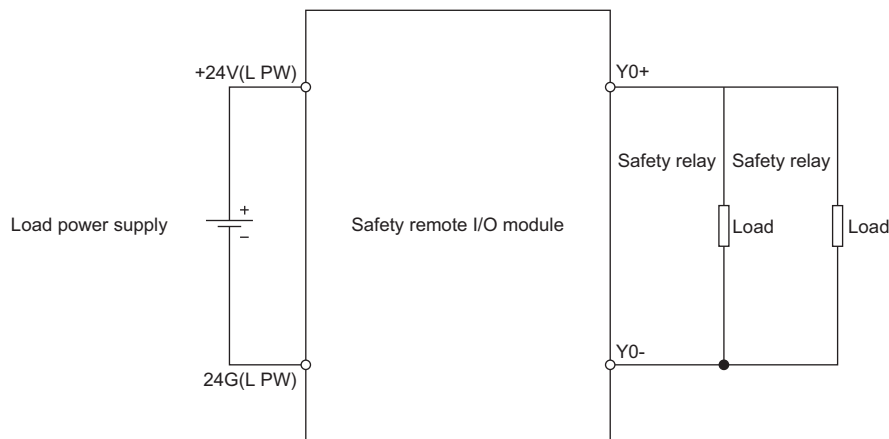 +24V(L PW)
Y0+
Safety relay
Safety relay
+
Load power supply
Safety remote I/O module
Load
Load
−
Y0-
24G(L PW)